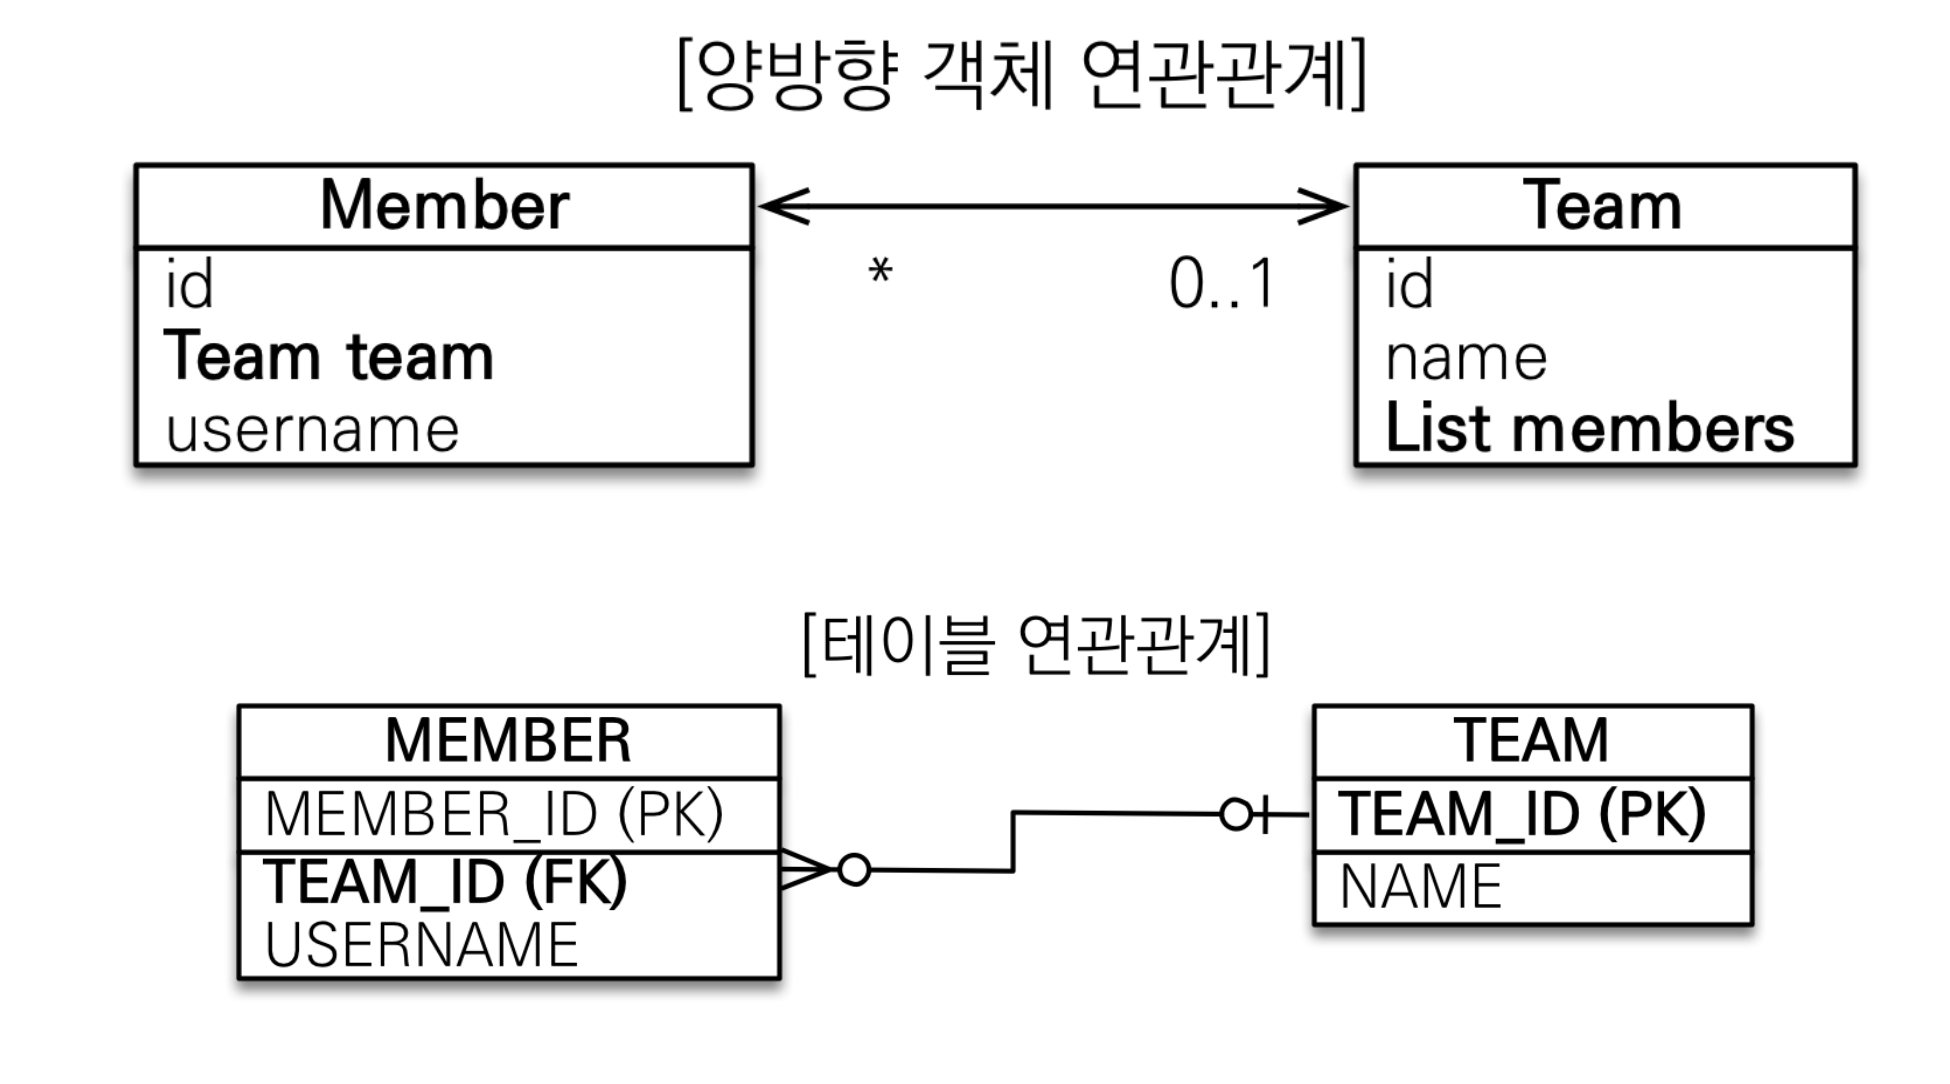 [양방향 객체 연관관계]
Member
id
Team team
username
*
0..1
Team
id
name
List members
[테이블 연관관계]
MEMBER
MEMBER_ID (PK)
TEAM_ID (FK)
USERNAME
TEAM
TEAM_ID (PK)
NAME